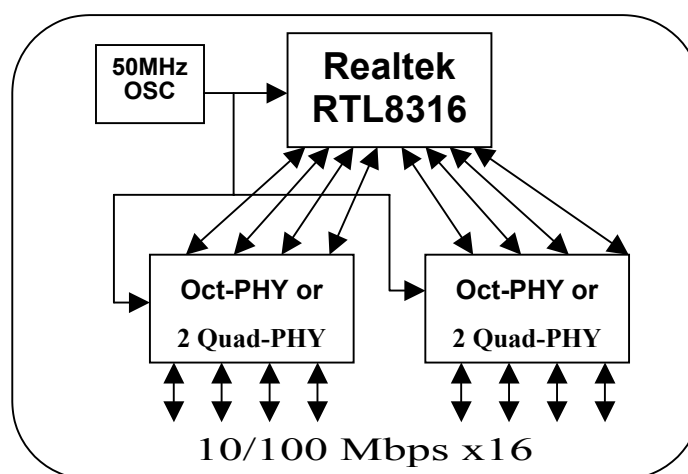 50MHz
OSC
Realtek
RTL8316
Oct-PHY or
2 Quad-PHY
Oct-PHY or
2 Quad-PHY
10/100 Mbps x16